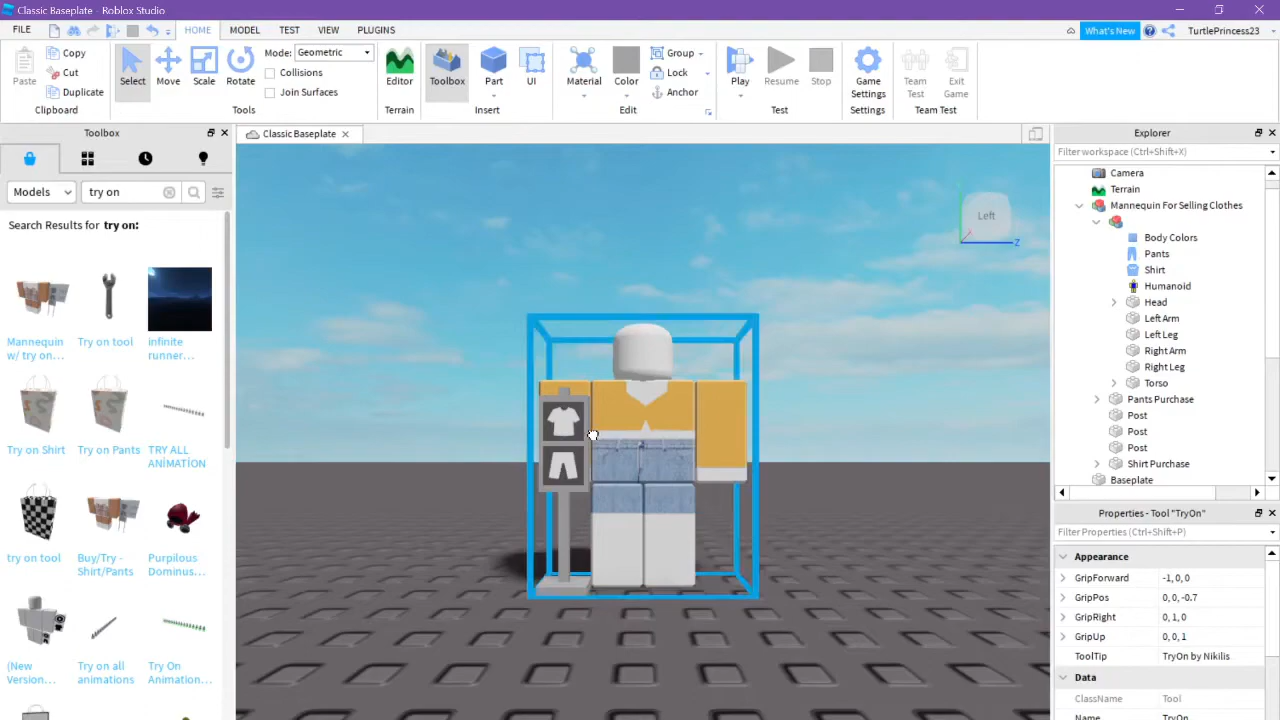 Classic Baseplate - Roblox Studio
FILE HOME MODEL TEST VIEW PLUGINS What's New TurtlePrincess23
Paste Copy Cut Duplicate Clipboard
Select Move Scale Rotate Mode: Geometric Collisions Join Surfaces Tools
Editor Terrain
Toolbox Part UI Insert
Material Color Group Lock Anchor Edit
Play Resume Stop Test
Game Settings Settings
Team Test Exit Game Team Test
Toolbox
Models try on
Search Results for try on:
Mannequin w/ try on...
Try on tool
infinite runner...
Try on Shirt
Try on Pants
TRY ALL ANİMATİON
try on tool
Buy/Try - Shirt/Pants
Purpilous Dominus...
(New Version...
Try on all animations
Try On Animation...
Classic Baseplate
Left
Z
Explorer
Filter workspace (Ctrl+Shift+X)
Camera
Terrain
Mannequin For Selling Clothes
Body Colors
Pants
Shirt
Humanoid
Head
Left Arm
Left Leg
Right Arm
Right Leg
Torso
Pants Purchase
Post
Post
Post
Shirt Purchase
Baseplate
Properties - Tool "TryOn"
Filter Properties (Ctrl+Shift+P)
Appearance
GripForward -1, 0, 0
GripPos 0, 0, -0.7
GripRight 0, 1, 0
GripUp 0, 0, 1
ToolTip TryOn by Nikilis
Data
ClassName Tool
Name TryOn